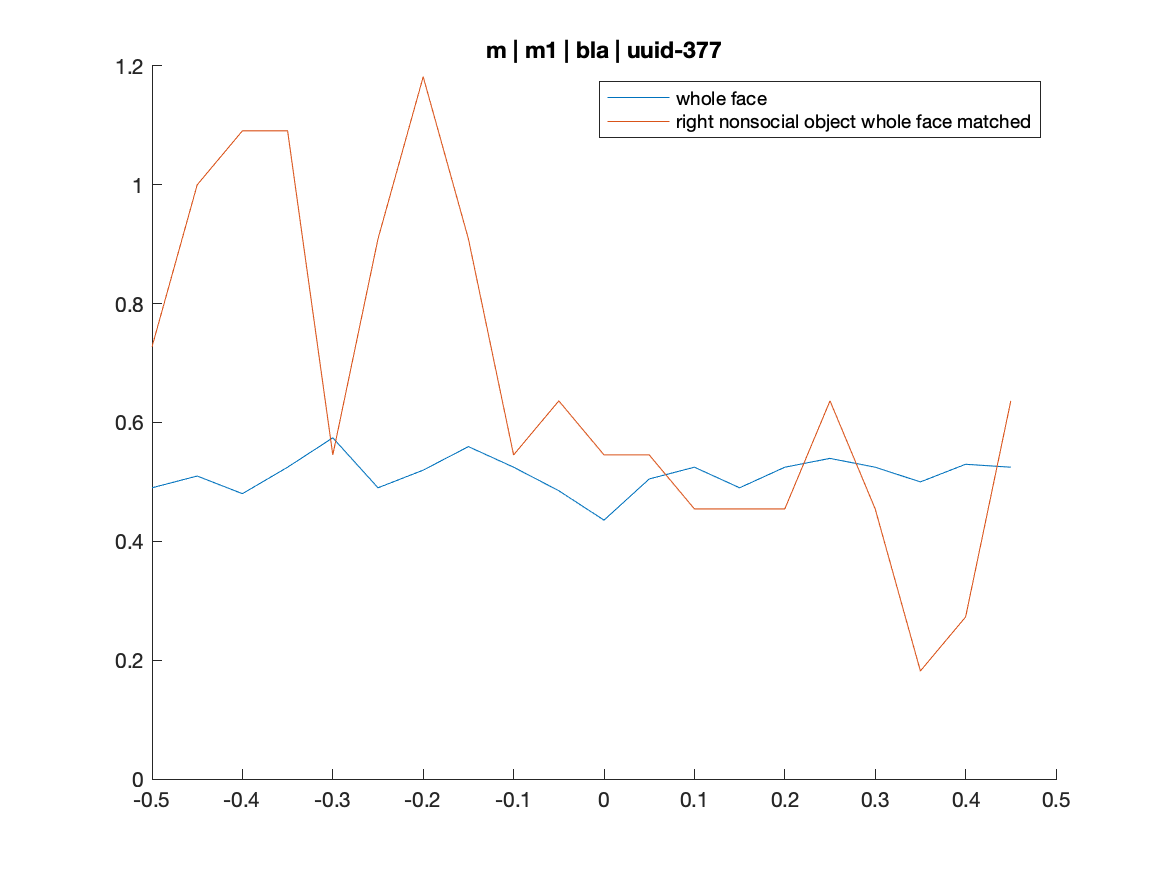 m | m1 | bla | uuid-377
whole face
right nonsocial object whole face matched
1.2
1
0.8
0.6
0.4
0.2
0
-0.5 -0.4 -0.3 -0.2 -0.1 0 0.1 0.2 0.3 0.4 0.5